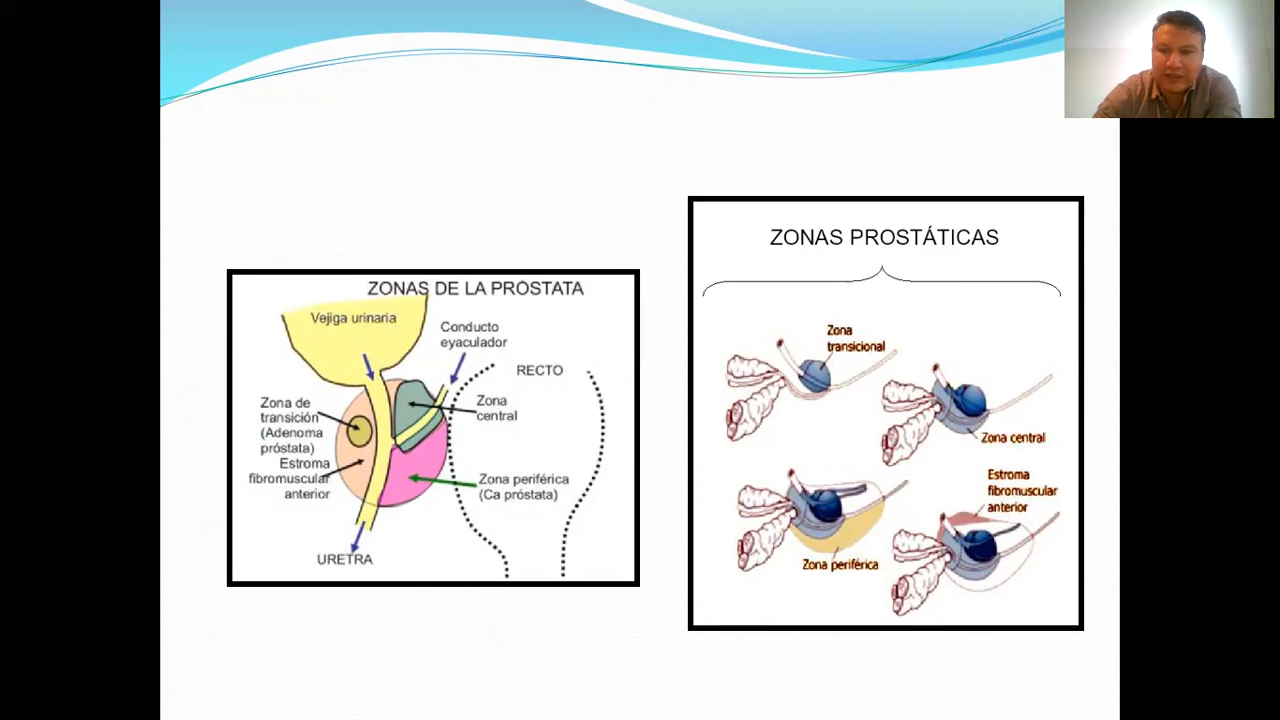 ZONAS DE LA PRÓSTATA
Vejiga urinaria
Conducto
eyaculador
RECTO
Zona de
transición
(Adenoma
próstata)
Estroma
fibromuscular
anterior
Zona
central
Zona periférica
(Ca próstata)
URETRA
ZONAS PROSTÁTICAS
Zona
transicional
Zona central
Zona periférica
Estroma
fibromuscular
anterior